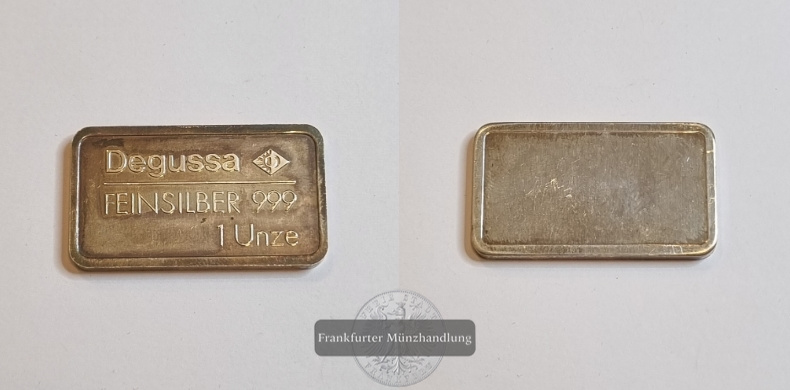 Degussa
FEINSILBER 999
1 Unze
Frankfurter Münzhandlung